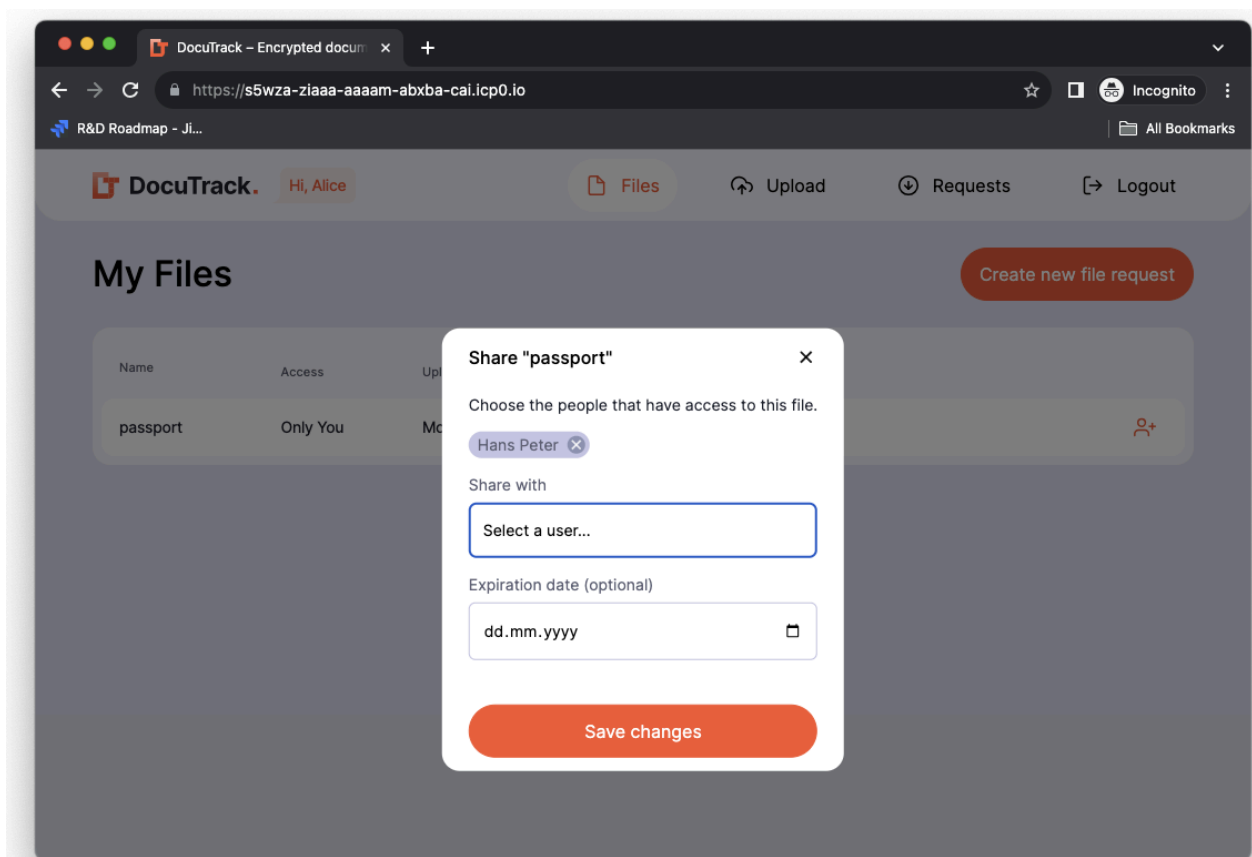 DocuTrack – Encrypted docum
https://s5wza-ziaaa-aaaam-abxba-cai.icp0.io
Incognito
R&D Roadmap - Ji...
All Bookmarks
DocuTrack.
Hi, Alice
Files
Upload
Requests
Logout
My Files
Create new file request
Name
Access
Upl
passport
Only You
Mo
Share "passport"
Choose the people that have access to this file.
Hans Peter
Share with
Select a user...
Expiration date (optional)
dd.mm.yyyy
Save changes